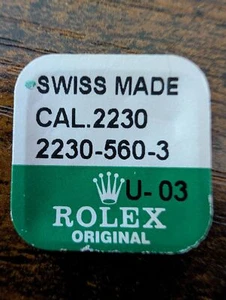 SWISS MADE
CAL.2230
2230-560-3
U-03
ROLEX
ORIGINAL